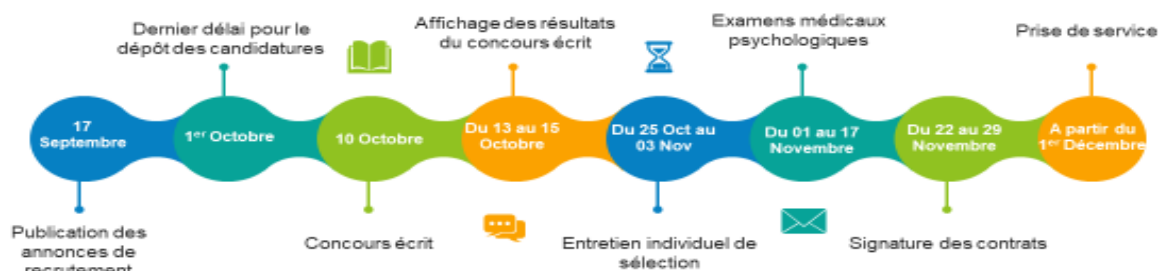 Dernier délai pour le
dépôt des candidatures
Affichage des résultats
du concours écrit
Examens médicaux
psychologiques
Prise de service
17
Septembre
1er Octobre
10 Octobre
Du 13 au 15
Octobre
Du 25 Oct au
03 Nov
Du 01 au 17
Novembre
Du 22 au 29
Novembre
A partir du
1er Décembre
Publication des
annonces de
recrutement
Concours écrit
Entretien individuel de
sélection
Signature des contrats